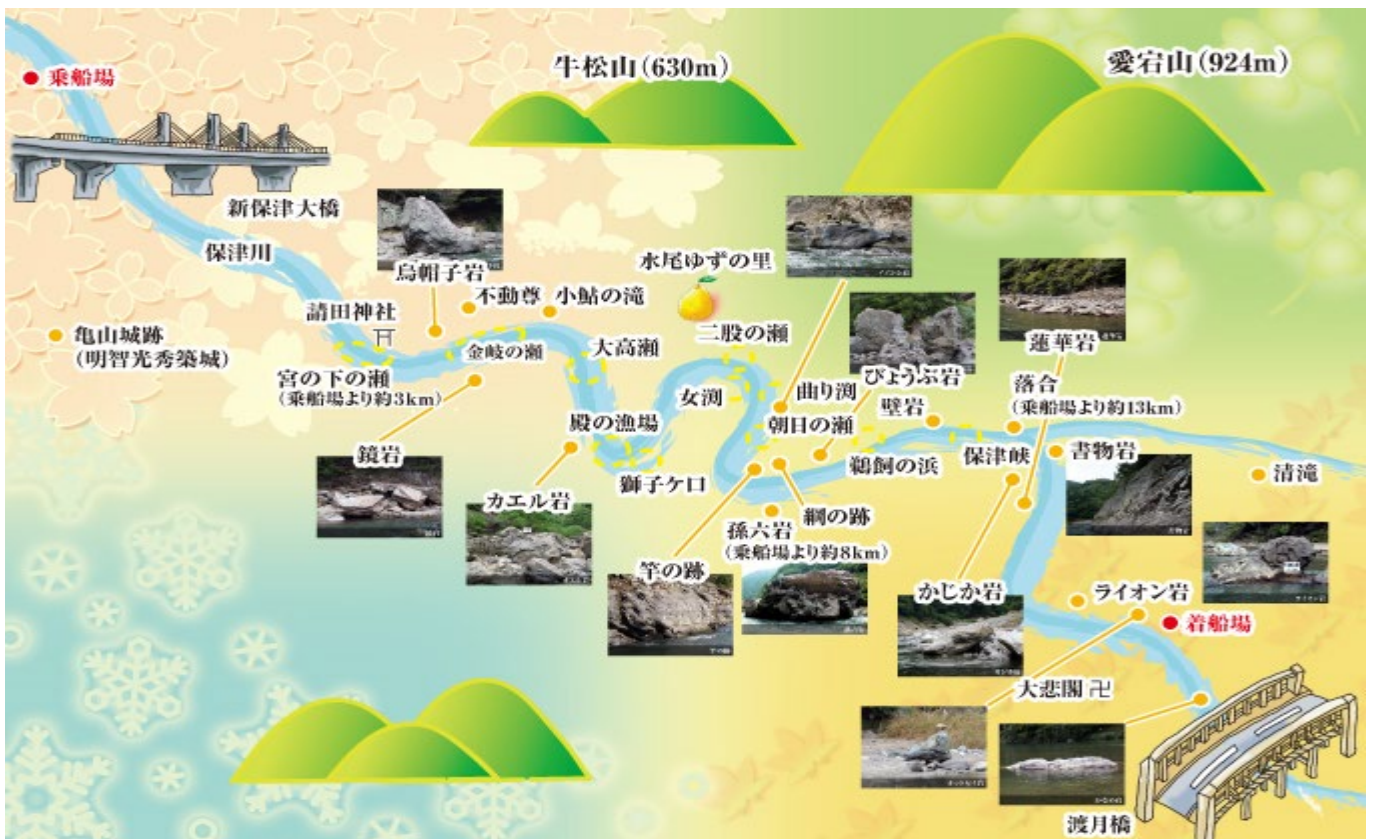 牛松山(630m)
愛宕山(924m)
乗船場
新保津大橋
保津川
烏帽子岩
水尾ゆずの里
不動尊
小鮎の滝
請田神社
亀山城跡
(明智光秀築城)
金岐の瀬
大高瀬
二股の瀬
蓮華岩
宮の下の瀬
(乗船場より約3km)
女渕
曲り渕
びょうぶ岩
落合
(乗船場より約13km)
壁岩
朝日の瀬
殿の漁場
鏡岩
獅子ケ口
鵜飼の浜
保津峡
書物岩
清滝
カエル岩
綱の跡
孫六岩
(乗船場より約8km)
竿の跡
かじか岩
ライオン岩
着船場
大悲閣 卍
渡月橋